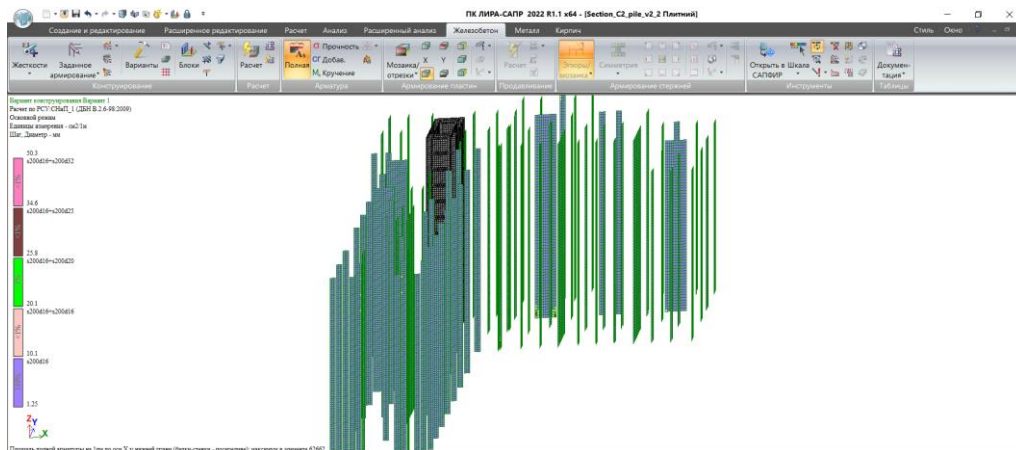 ПК ЛИРА-САПР 2022 R1.1 x64 - [Section_C2_pile_v2_2 Плитний]
Создание и редактирование Расширенное редактирование Расчет Анализ Расширенный анализ Железобетон Металл Кирпич Стиль Окно
Жесткости Заданное армирование Варианты Блоки Расчет Полная Прочность Добав. Кручение Мозаика/отрезки X Y Расчет Эпюры/мозаика Симметрия Открыть в САПФИР Шкала Документация
Конструирование Расчет Арматура Армирование пластин Продавливание Армирование стержней Инструменты Таблицы
Вариант конструирования Вариант 1
Расчет по РСУ СНиП_1 (ДБН В.2.6-98:2009)
Основной режим
Единицы измерения - см2/1м
Шаг, Диаметр - мм
50.3
s200d16+s200d32
34.6
s200d16+s200d25
25.8
s200d16+s200d20
20.1
s200d16+s200d16
10.1
s200d16
1.25
Z
Y
X